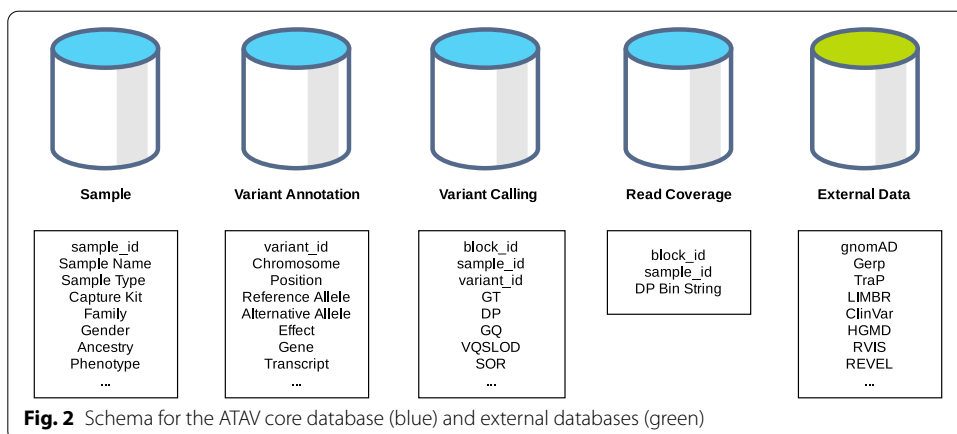 Sample
Variant Annotation
Variant Calling
Read Coverage
External Data
sample_id
Sample Name
Sample Type
Capture Kit
Family
Gender
Ancestry
Phenotype
...
variant_id
Chromosome
Position
Reference Allele
Alternative Allele
Effect
Gene
Transcript
...
block_id
sample_id
variant_id
GT
DP
GQ
VQSLOD
SOR
...
block_id
sample_id
DP Bin String
gnomAD
Gerp
TraP
LIMBR
ClinVar
HGMD
RVIS
REVEL
...
Fig. 2 Schema for the ATAV core database (blue) and external databases (green)